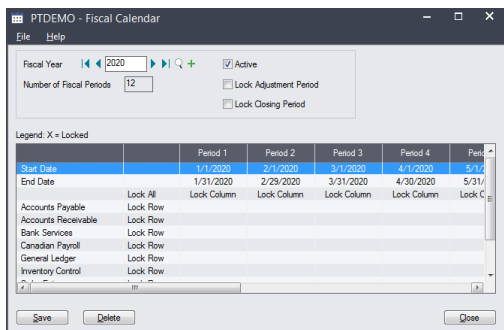 PTDEMO - Fiscal Calendar
File Help
Fiscal Year 2020 Active
Number of Fiscal Periods 12 Lock Adjustment Period
Lock Closing Period
Legend: X = Locked
Period 1 Period 2 Period 3 Period 4
Start Date 1/1/2020 2/1/2020 3/1/2020 4/1/2020
End Date 1/31/2020 2/29/2020 3/31/2020 4/30/2020 5/31/
Lock All Lock Column Lock Column Lock Column Lock Column Lock C
Accounts Payable Lock Row
Accounts Receivable Lock Row
Bank Services Lock Row
Canadian Payroll Lock Row
General Ledger Lock Row
Inventory Control Lock Row
Save Delete Close